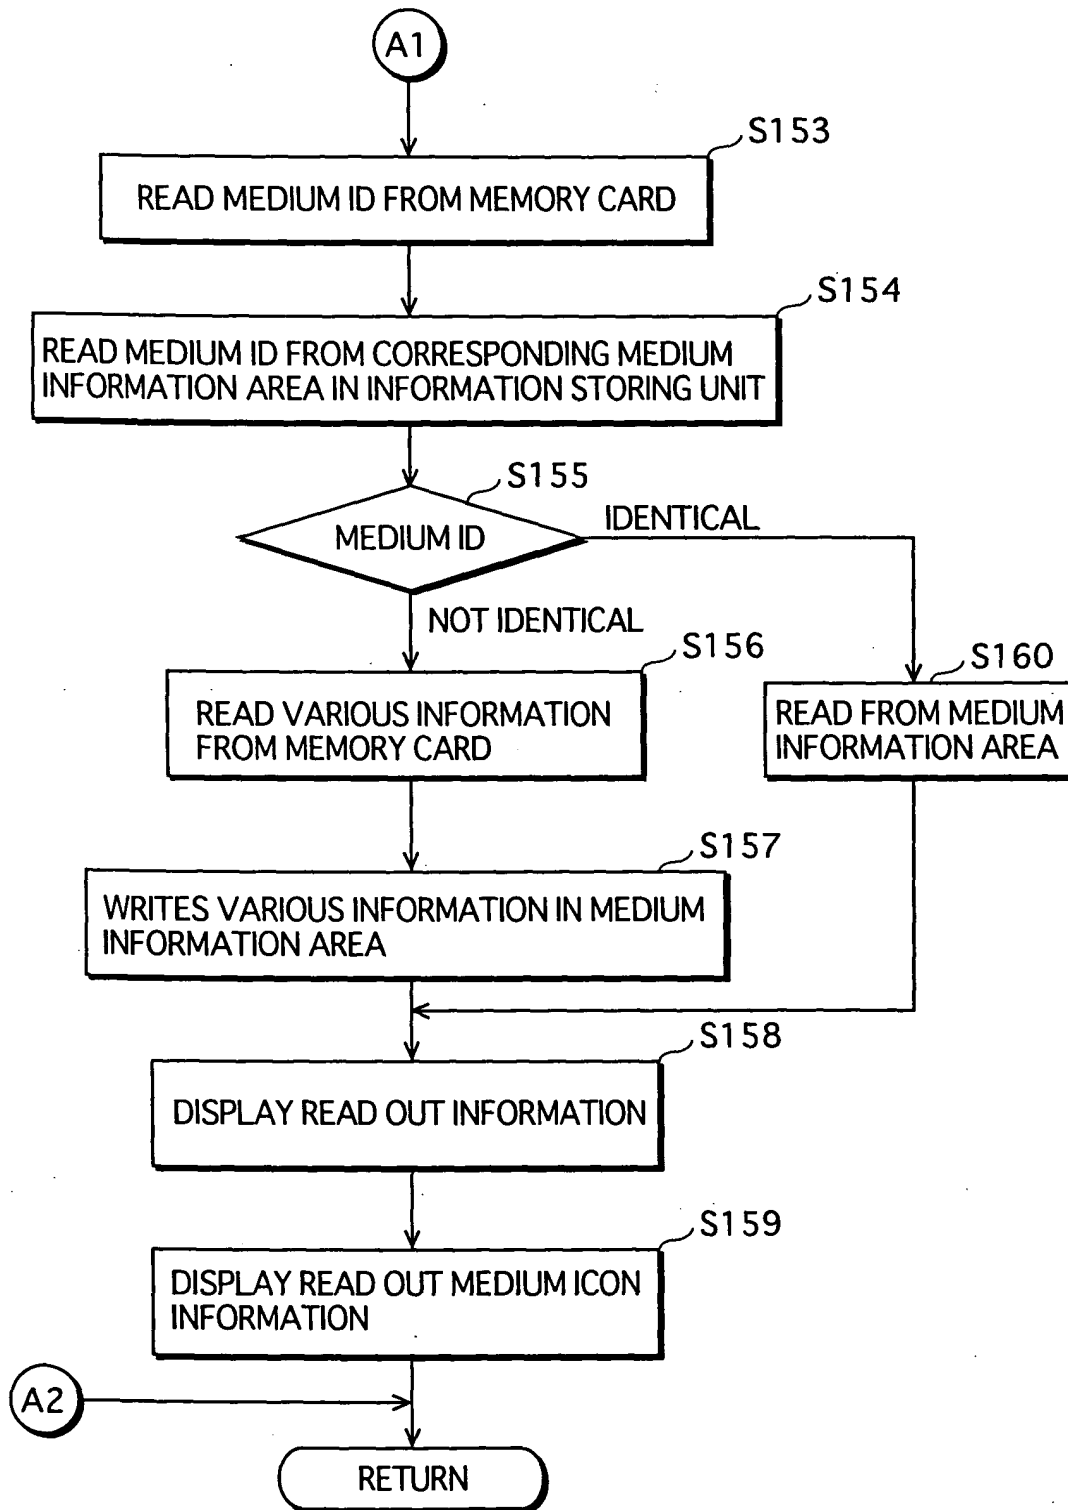 A1
S153
READ MEDIUM ID FROM MEMORY CARD
S154
READ MEDIUM ID FROM CORRESPONDING MEDIUM
INFORMATION AREA IN INFORMATION STORING UNIT
S155
MEDIUM ID
IDENTICAL
NOT IDENTICAL
S156
READ VARIOUS INFORMATION
FROM MEMORY CARD
S160
READ FROM MEDIUM
INFORMATION AREA
S157
WRITES VARIOUS INFORMATION IN MEDIUM
INFORMATION AREA
S158
DISPLAY READ OUT INFORMATION
S159
DISPLAY READ OUT MEDIUM ICON
INFORMATION
A2
RETURN